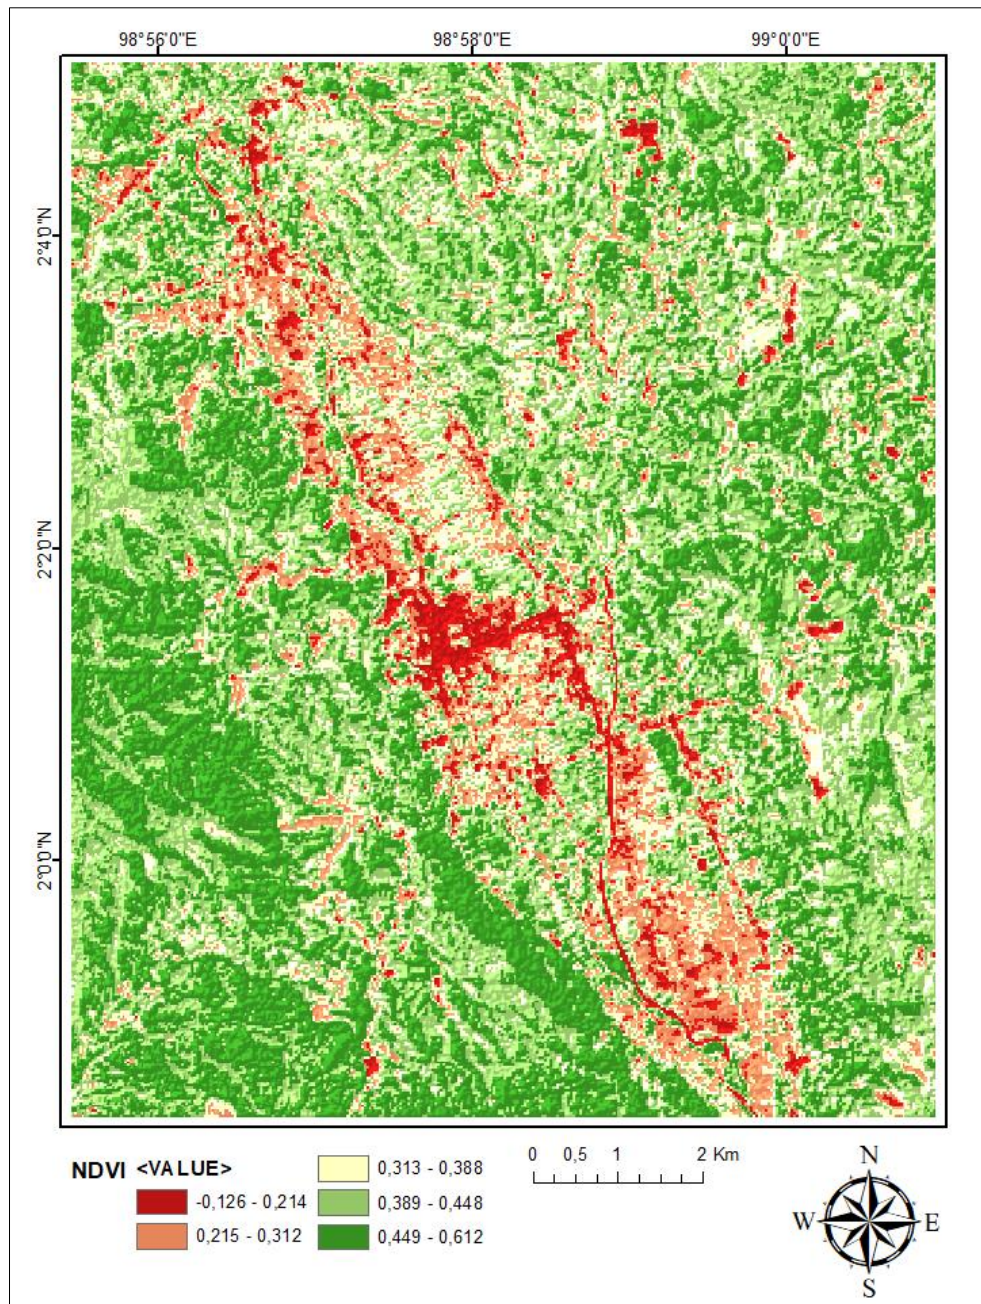 98°56'0"E 98°58'0"E 99°0'0"E
2°4'0"N
2°2'0"N
2°0'0"N
NDVI <VALUE>
-0,126 - 0,214
0,215 - 0,312
0,313 - 0,388
0,389 - 0,448
0,449 - 0,612
0 0,5 1 2 Km
N
W E
S